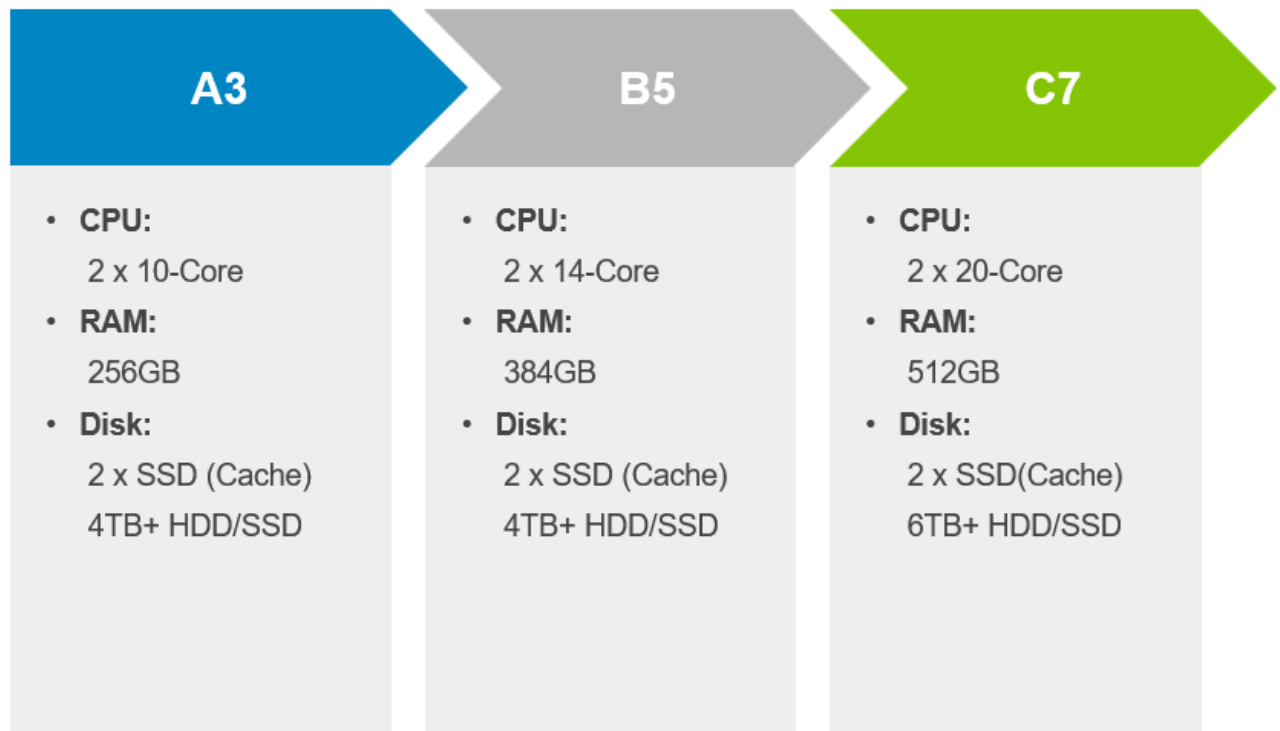 A3
• CPU:
2 x 10-Core
• RAM:
256GB
• Disk:
2 x SSD (Cache)
4TB+ HDD/SSD
B5
• CPU:
2 x 14-Core
• RAM:
384GB
• Disk:
2 x SSD (Cache)
4TB+ HDD/SSD
C7
• CPU:
2 x 20-Core
• RAM:
512GB
• Disk:
2 x SSD(Cache)
6TB+ HDD/SSD